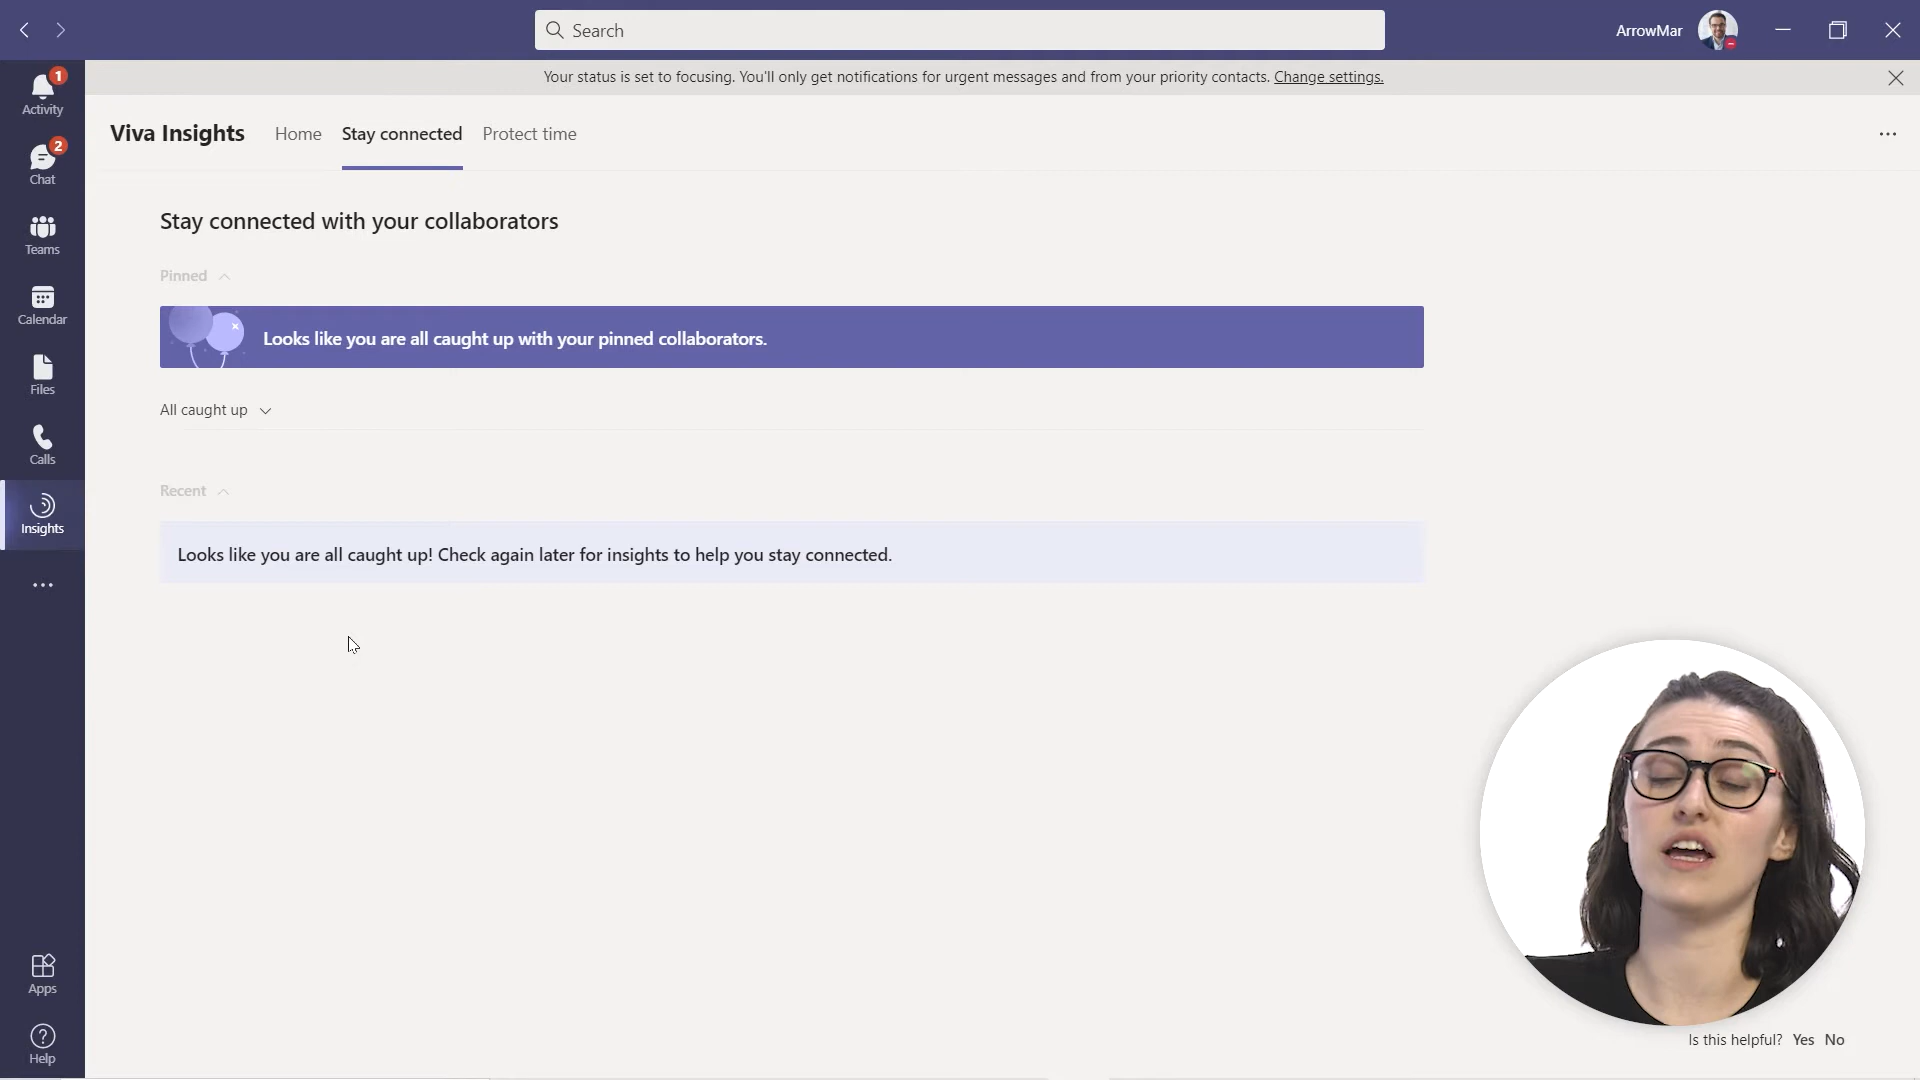 Search
ArrowMar
1
Activity
2
Chat
Teams
Calendar
Files
Calls
Insights
Apps
Help
Your status is set to focusing. You'll only get notifications for urgent messages and from your priority contacts. Change settings.
Viva Insights Home Stay connected Protect time
Stay connected with your collaborators
Pinned
Looks like you are all caught up with your pinned collaborators.
All caught up
Recent
Looks like you are all caught up! Check again later for insights to help you stay connected.
Is this helpful? Yes No